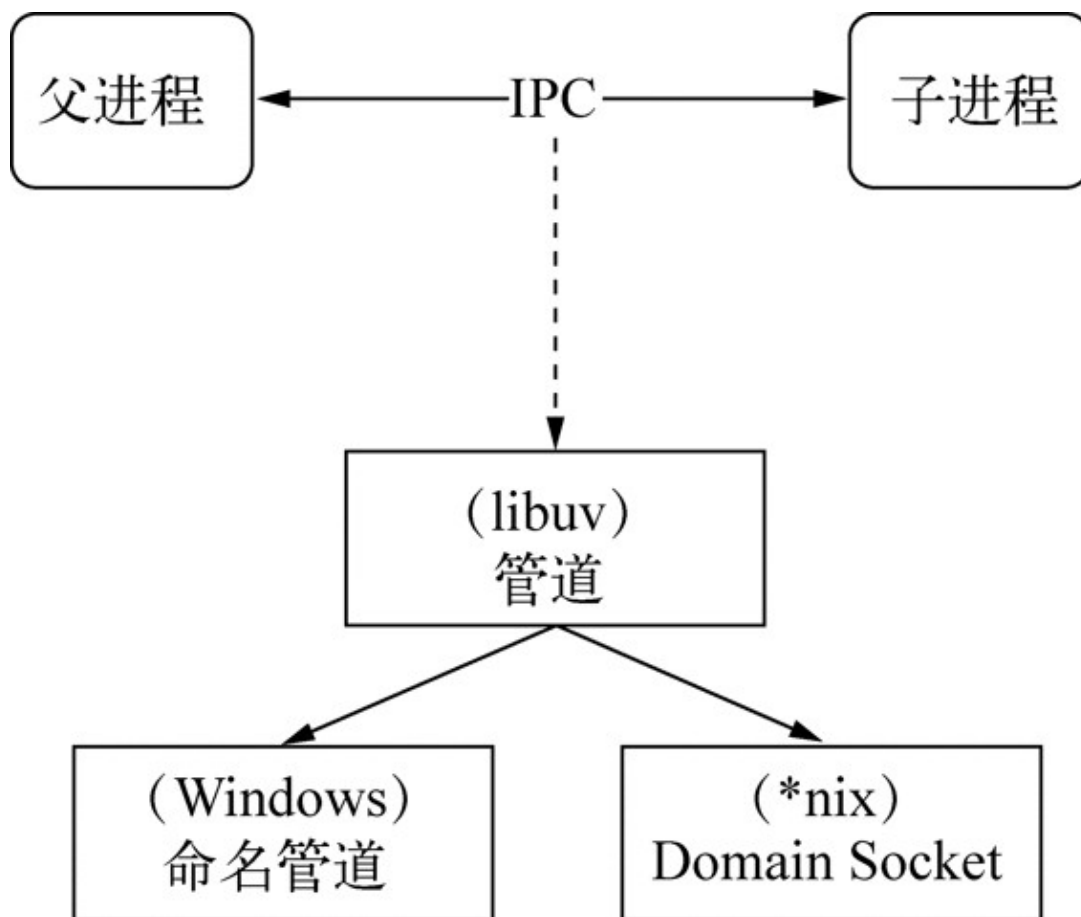 父进程
IPC
子进程
（libuv）
管道
（Windows）
命名管道
（*nix）
Domain Socket